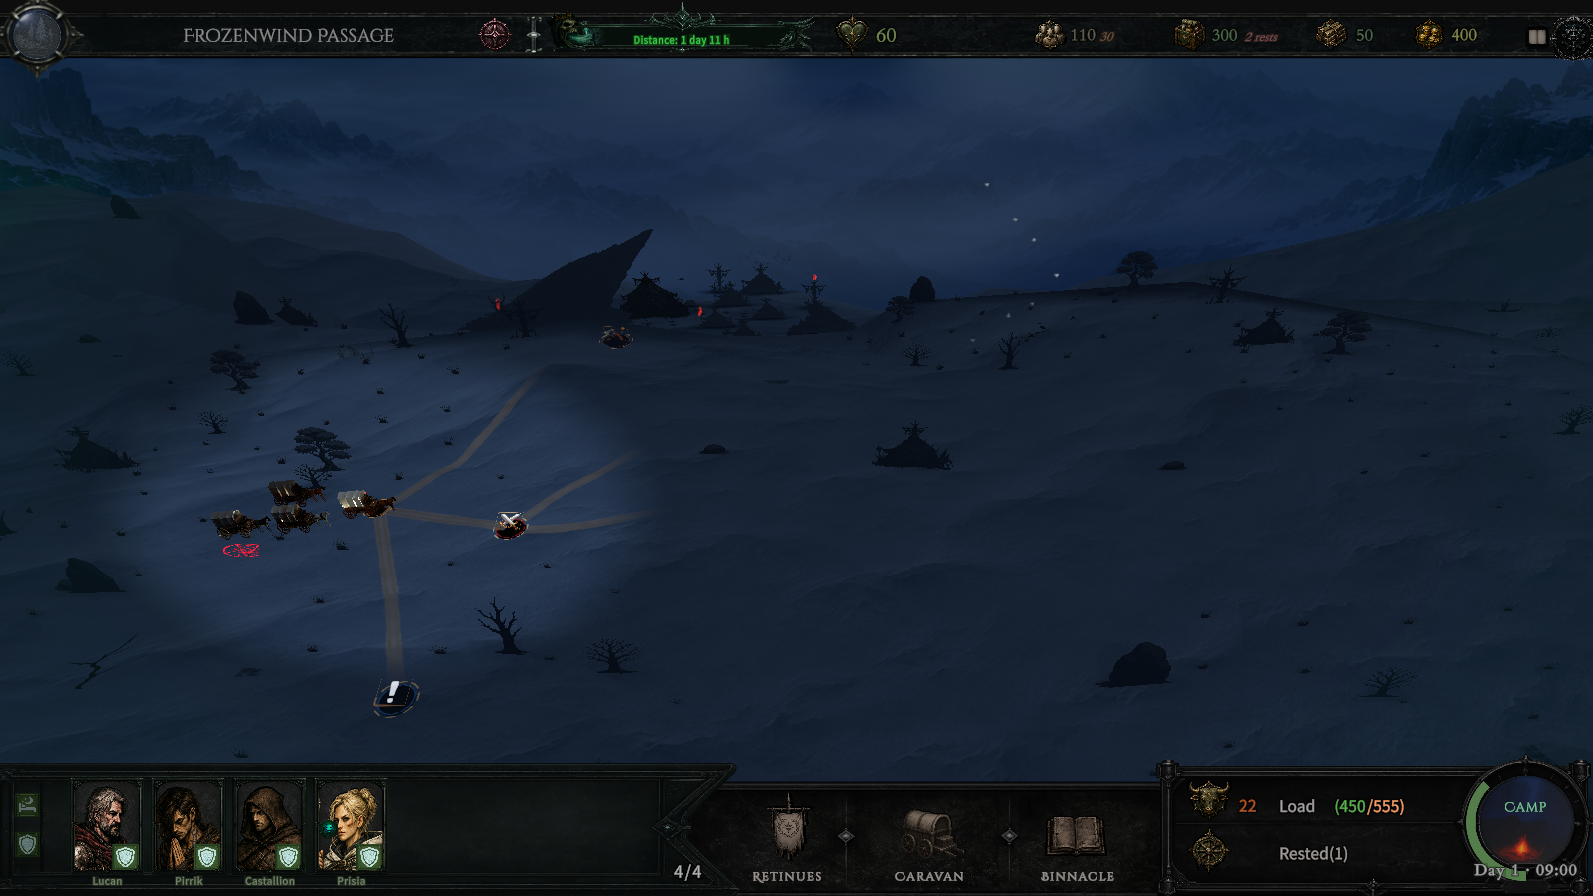 FROZENWIND PASSAGE
Distance: 1 day 11 h
60
110 30
300 2 rests
50
400
!
22 Load (450/555)
Rested(1)
CAMP
Day 1 · 09:00
Lucan
Pirrik
Castallion
Prisia
4/4
RETINUES
CARAVAN
BINNACLE